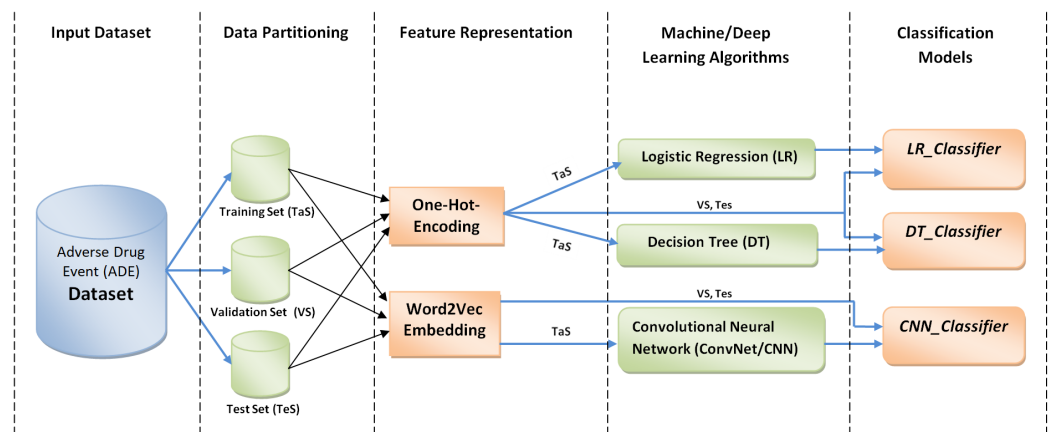 Input Dataset
Data Partitioning
Feature Representation
Machine/Deep
Learning Algorithms
Classification
Models
Adverse Drug
Event (ADE)
Dataset
Training Set (TaS)
Validation Set (VS)
Test Set (TeS)
One-Hot-
Encoding
Word2Vec
Embedding
TaS
VS, Tes
TaS
VS, Tes
TaS
Logistic Regression (LR)
Decision Tree (DT)
Convolutional Neural
Network (ConvNet/CNN)
LR_Classifier
DT_Classifier
CNN_Classifier